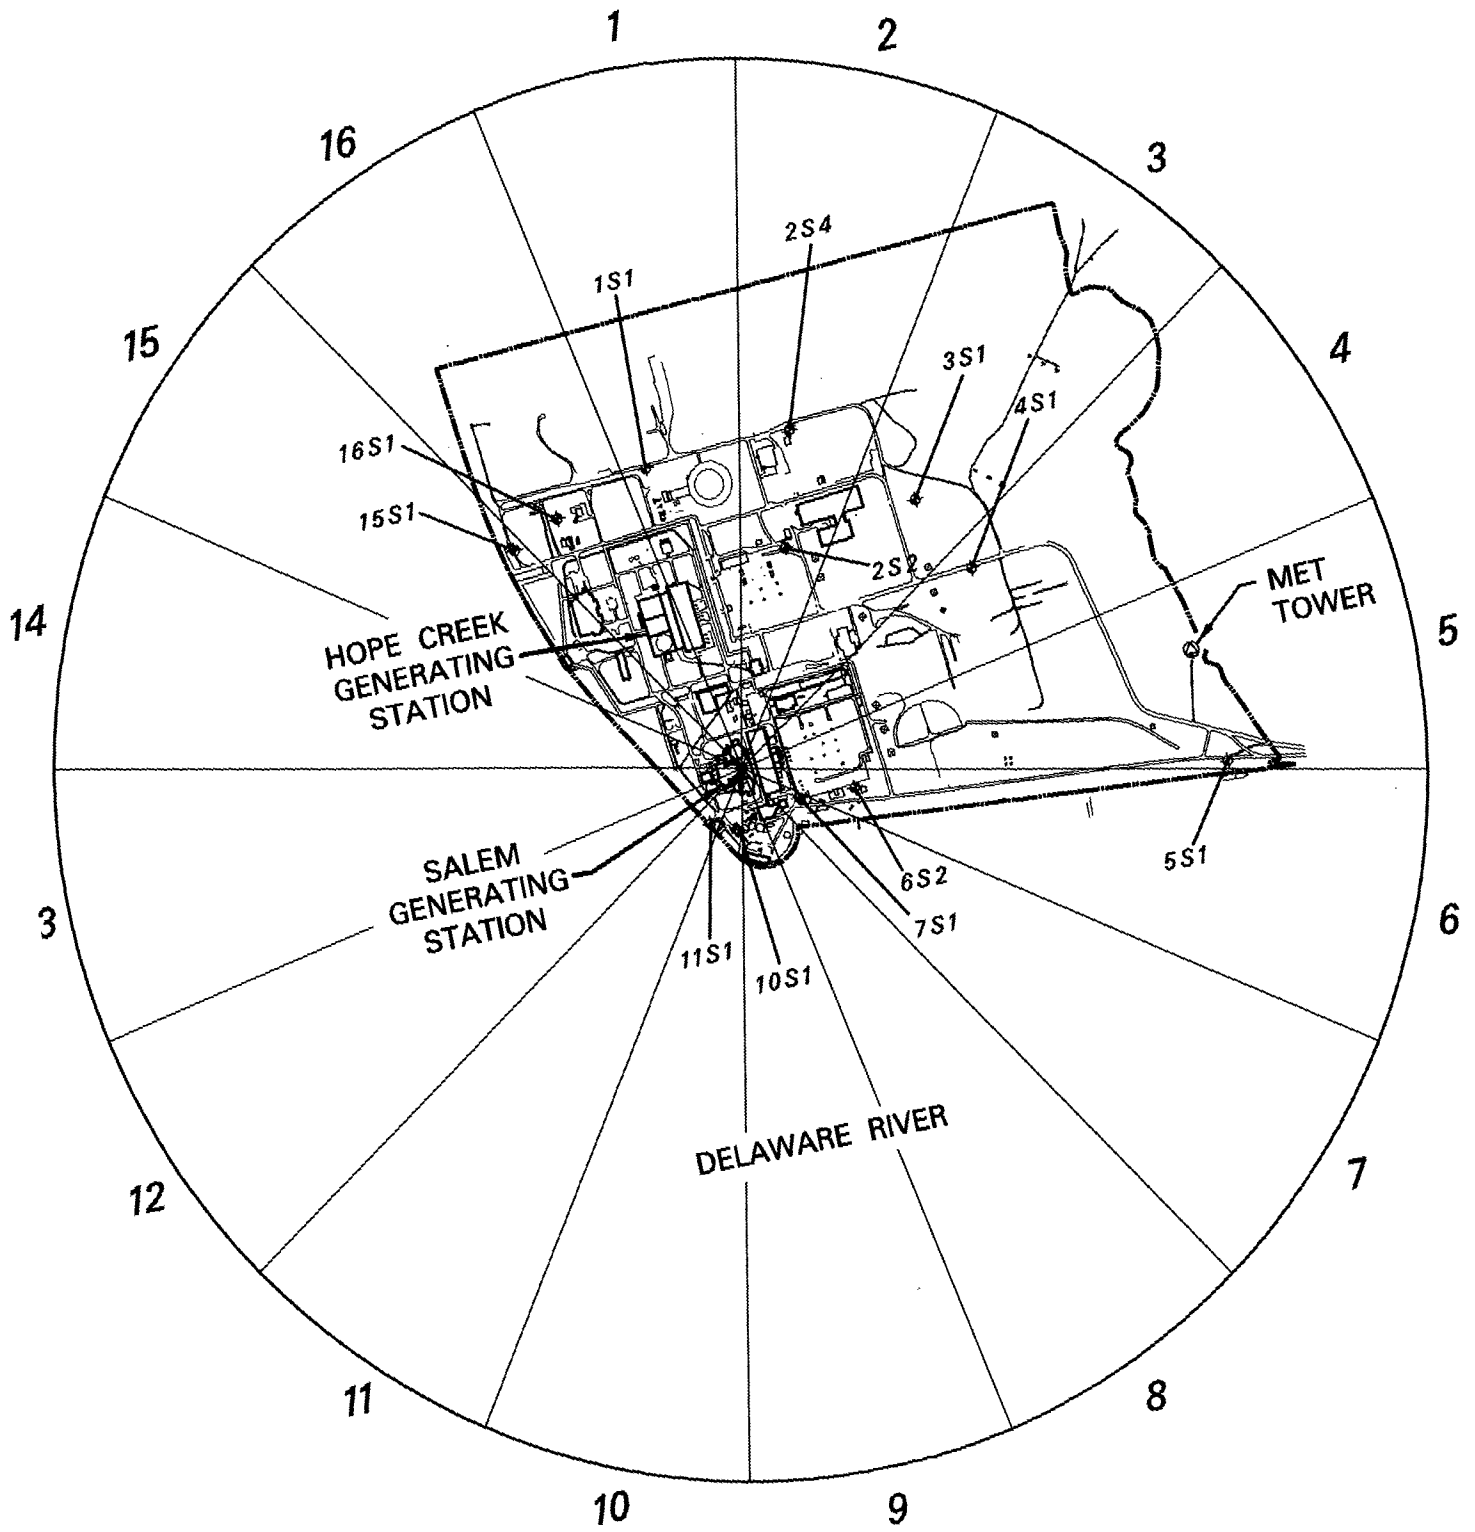 1
2
16
3
2S4
1S1
15
4
3S1
4S1
16S1
15S1
2S2
MET
TOWER
14
5
HOPE CREEK
GENERATING
STATION
SALEM
GENERATING
STATION
5S1
6S2
7S1
3
6
11S1
10S1
DELAWARE RIVER
12
7
11
8
10
9